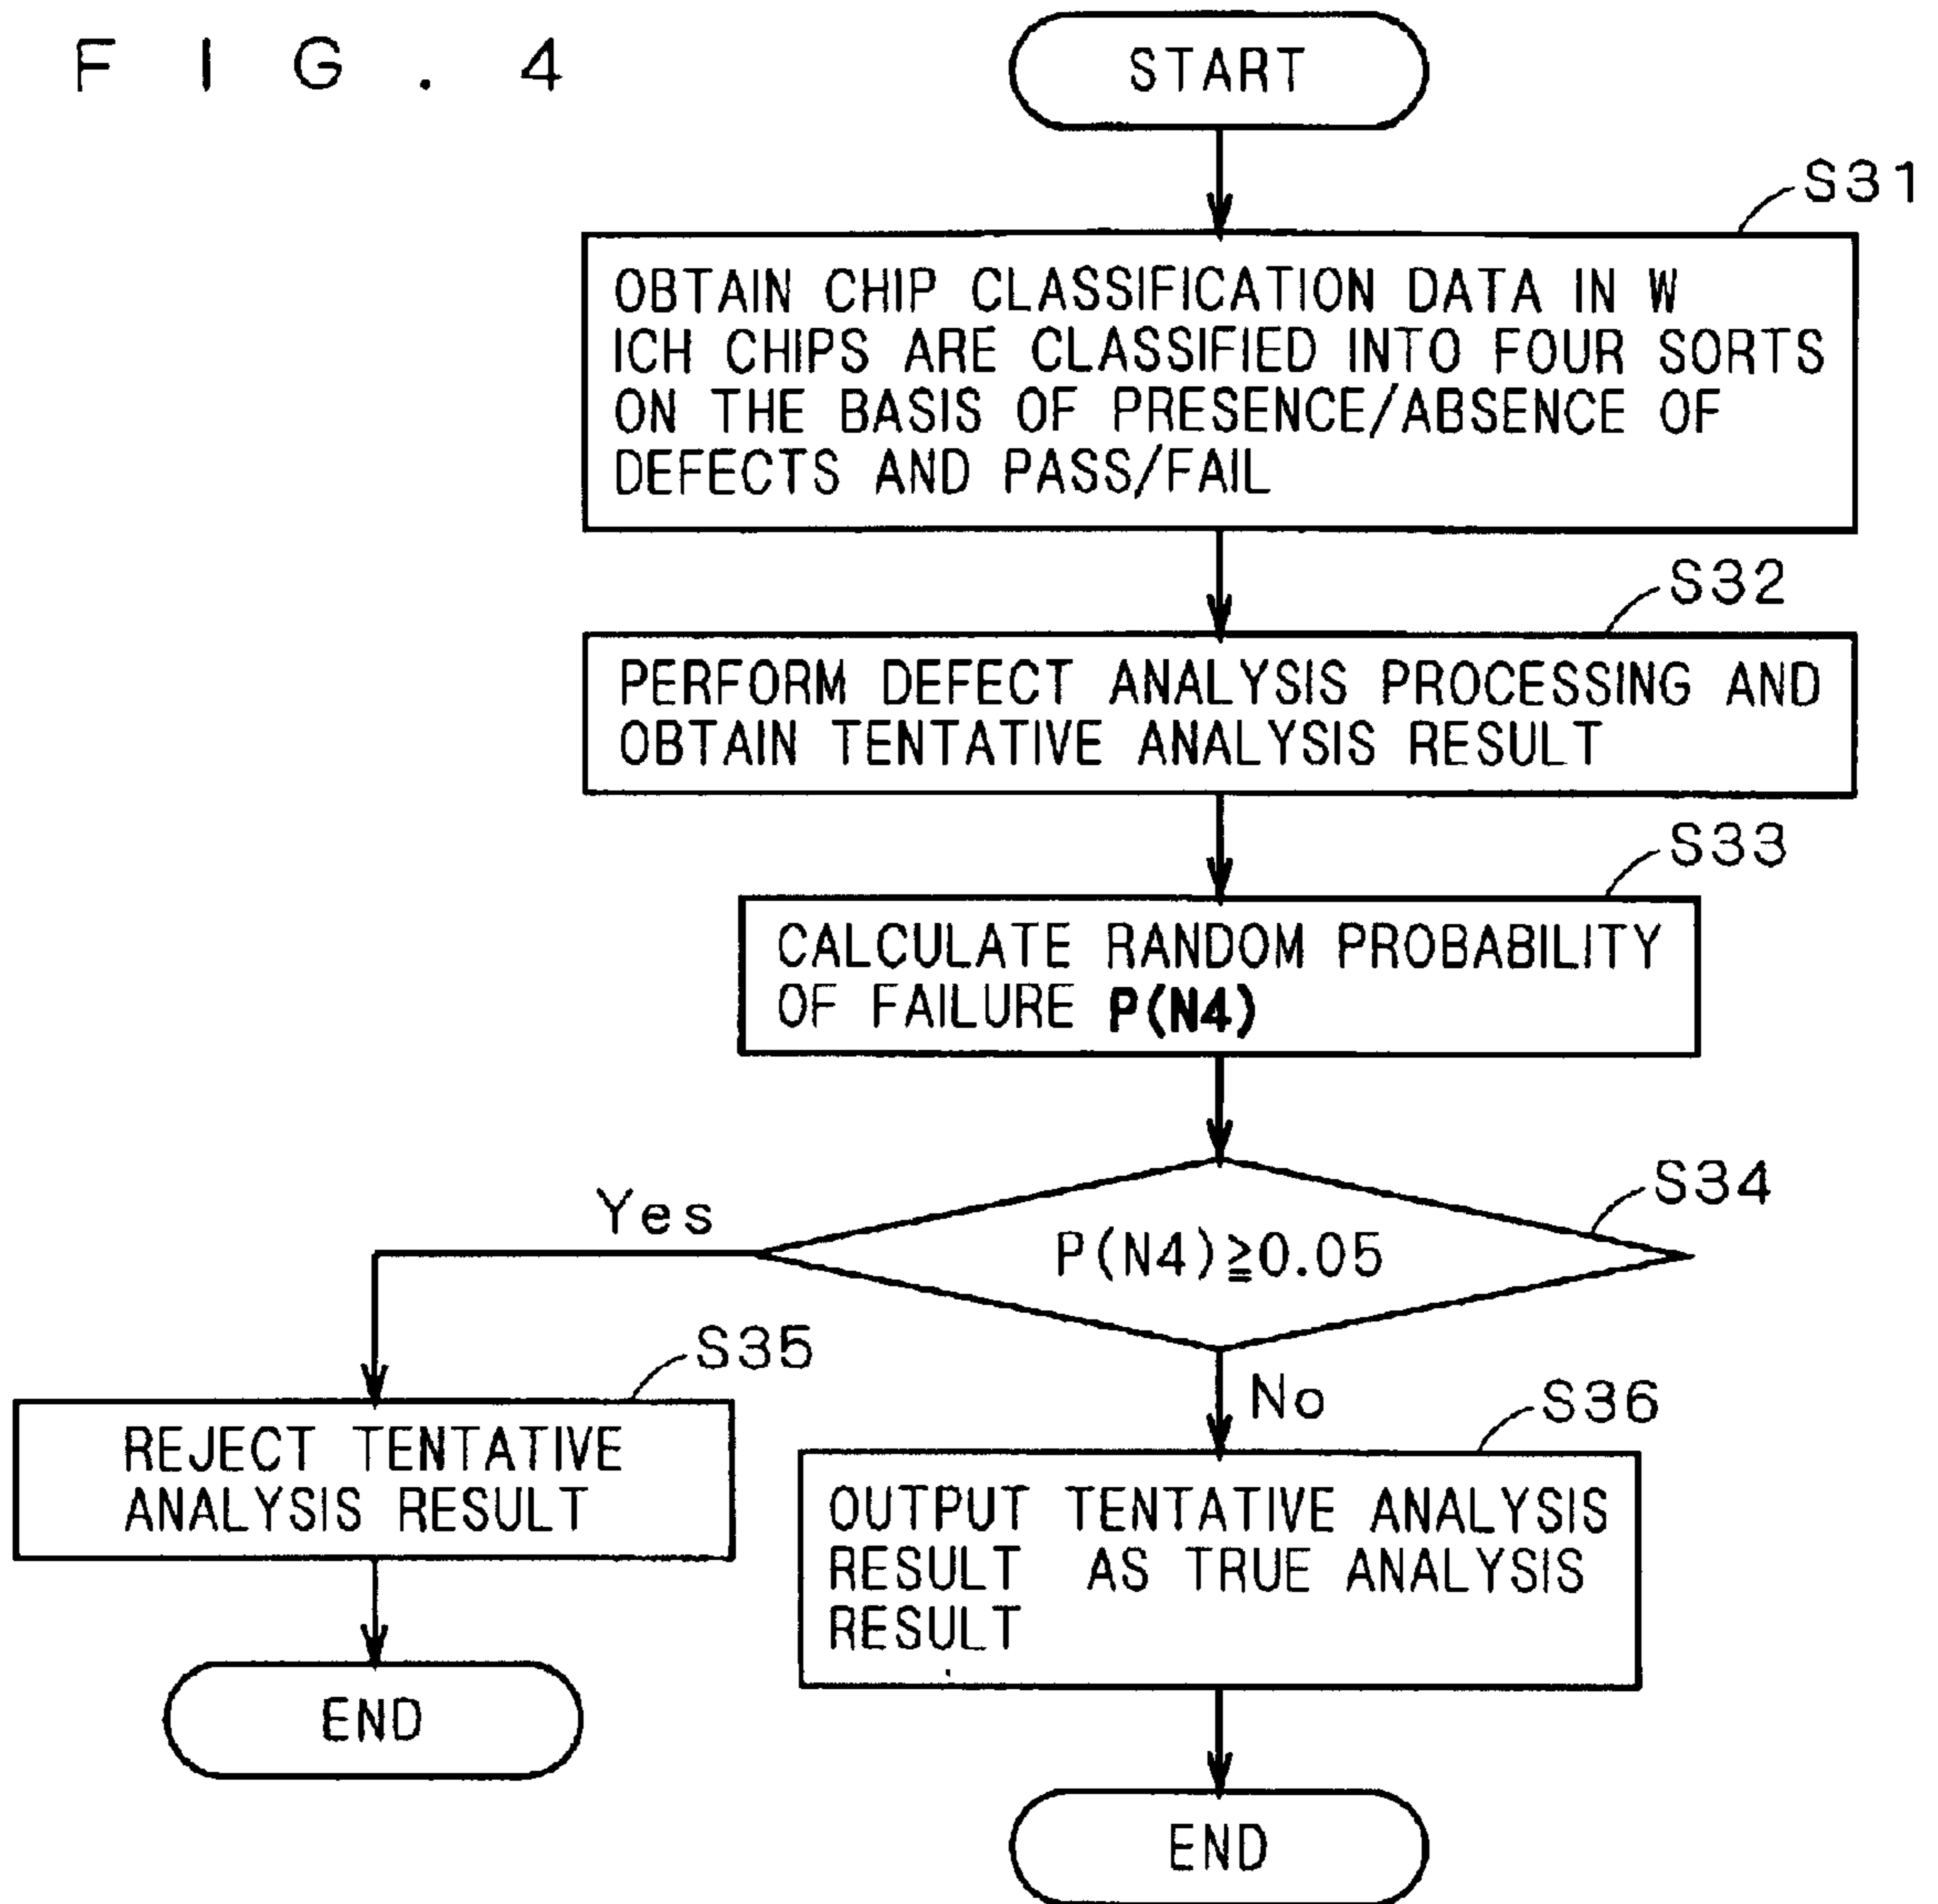 FIG. 4
START
S31
OBTAIN CHIP CLASSIFICATION DATA IN W
ICH CHIPS ARE CLASSIFIED INTO FOUR SORTS
ON THE BASIS OF PRESENCE/ABSENCE OF
DEFECTS AND PASS/FAIL
S32
PERFORM DEFECT ANALYSIS PROCESSING AND
OBTAIN TENTATIVE ANALYSIS RESULT
S33
CALCULATE RANDOM PROBABILITY
OF FAILURE P(N4)
S34
P(N4)≧0.05
Yes
No
S35
REJECT TENTATIVE
ANALYSIS RESULT
END
S36
OUTPUT TENTATIVE ANALYSIS
RESULT AS TRUE ANALYSIS
RESULT
END